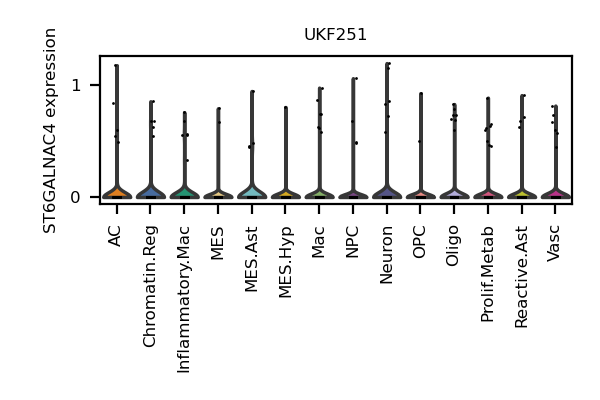 UKF251
ST6GALNAC4 expression
1
0
AC
Chromatin.Reg
Inflammatory.Mac
MES
MES.Ast
MES.Hyp
Mac
NPC
Neuron
OPC
Oligo
Prolif.Metab
Reactive.Ast
Vasc